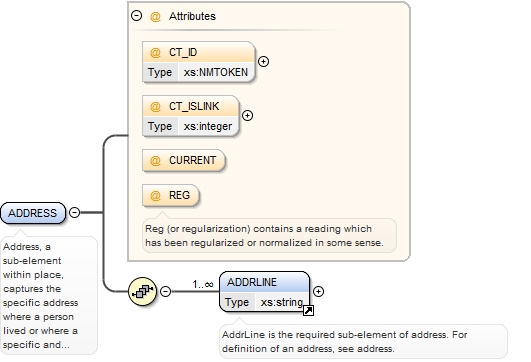 @ Attributes
@ CT_ID
Type xs:NMTOKEN
@ CT_ISLINK
Type xs:integer
@ CURRENT
@ REG
Reg (or regularization) contains a reading which
has been regularized or normalized in some sense.
ADDRESS
Address, a
sub-element
within place,
captures the
specific address
where a person
lived or where a
specific and...
1..∞
ADDRLINE
Type xs:string
AddrLine is the required sub-element of address. For
definition of an address, see address.